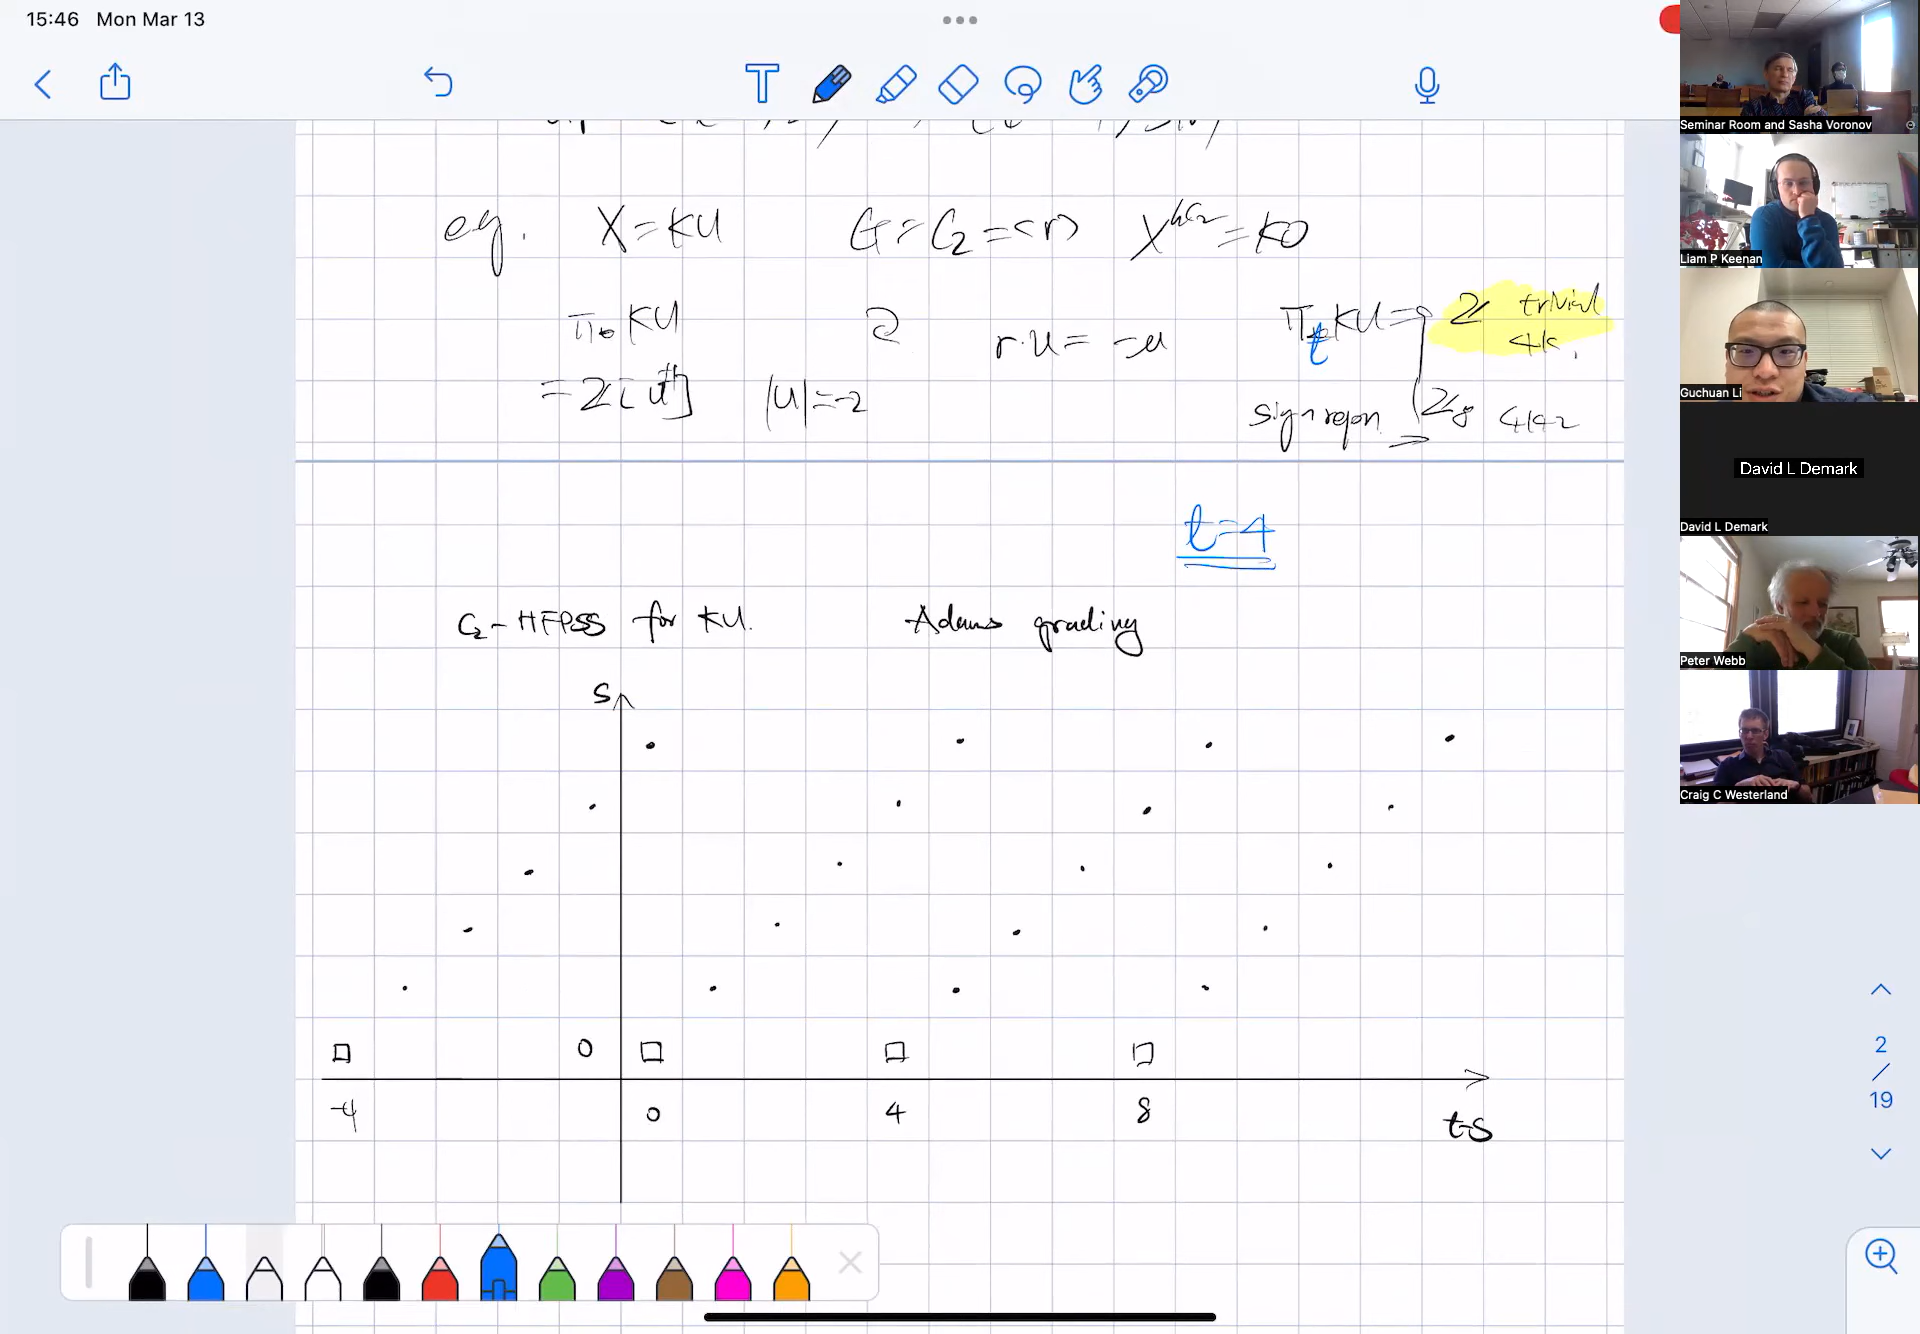 15:46 Mon Mar 13
eg. X=KU G=C₂=<r> X^{hC₂}=KO
π_* KU r·u=-u π_t KU= ℤ trivial 4k
=ℤ[u^±] |u|=-2 sign repn ℤ 4k+2
t=4
C₂-HFPSS for KU. Adams grading
s
0
-4 0 4 8 t-s
2
/
19
Seminar Room and Sasha Voronov
Liam P Keenan
Guchuan Li
David L Demark
David L Demark
Peter Webb
Craig C Westerland